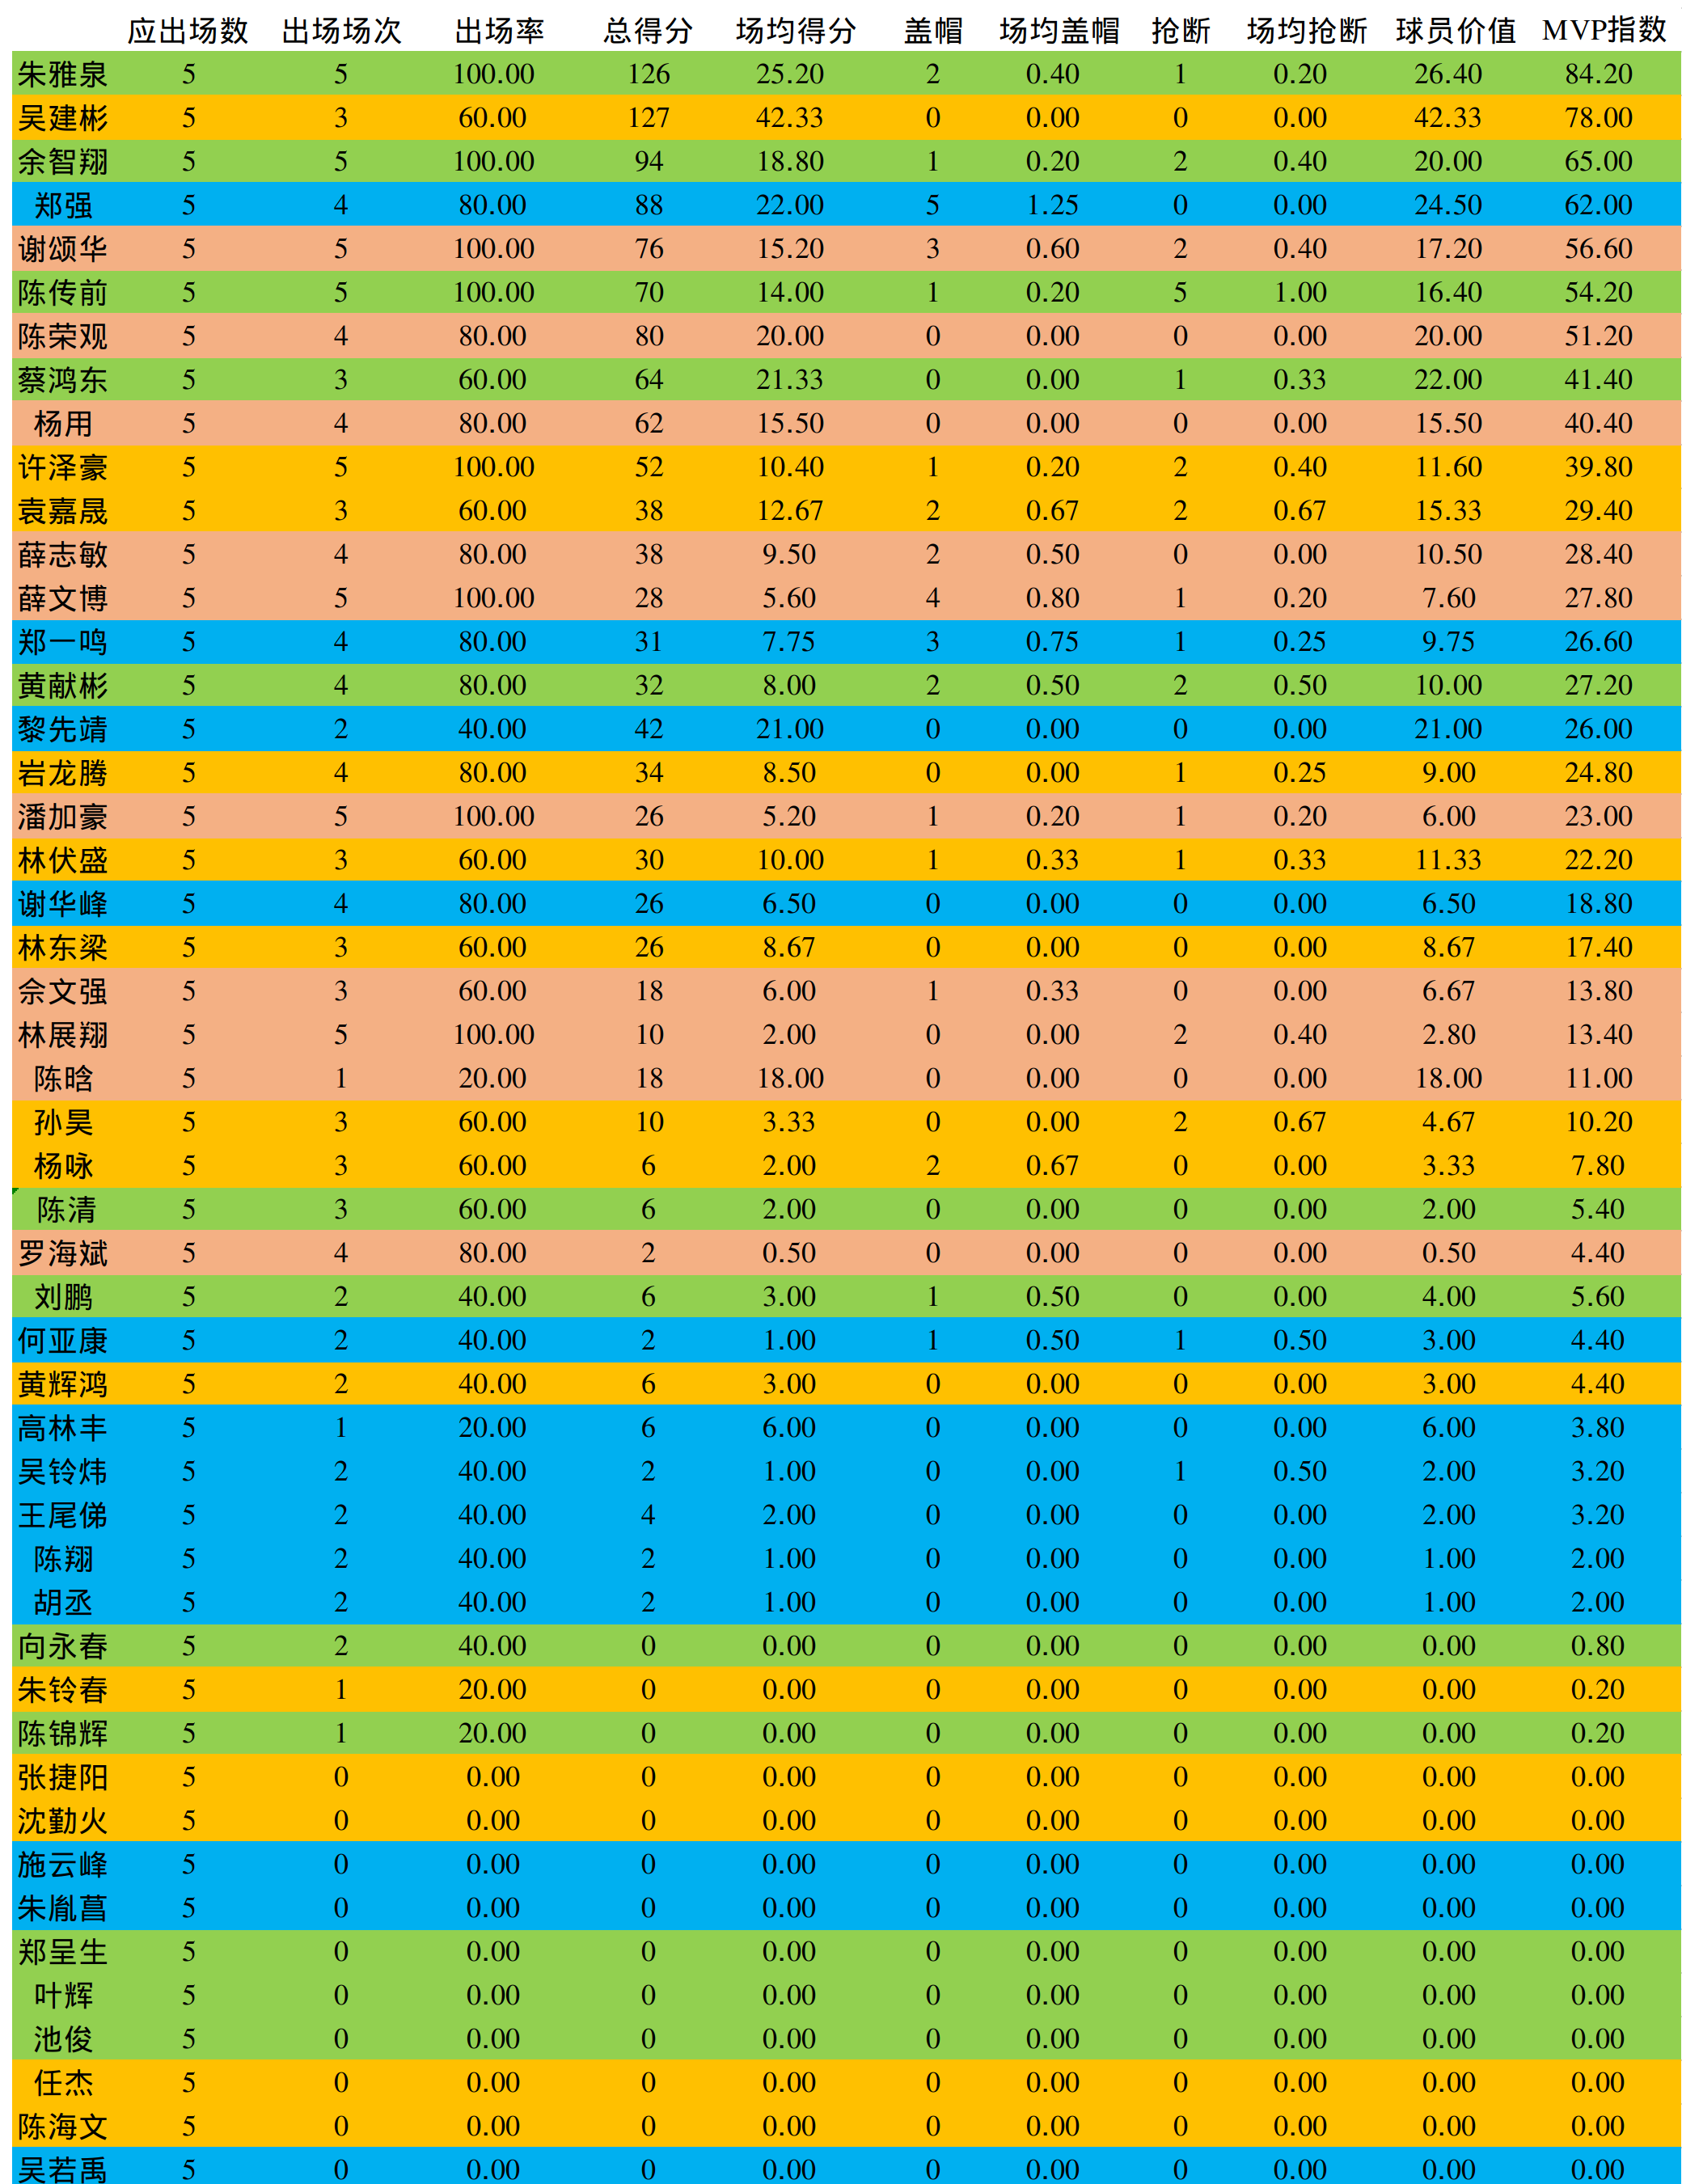 应出场数 出场场次 出场率 总得分 场均得分 盖帽 场均盖帽 抢断 场均抢断 球员价值 MVP指数
朱雅泉 5 5 100.00 126 25.20 2 0.40 1 0.20 26.40 84.20
吴建彬 5 3 60.00 127 42.33 0 0.00 0 0.00 42.33 78.00
余智翔 5 5 100.00 94 18.80 1 0.20 2 0.40 20.00 65.00
郑强 5 4 80.00 88 22.00 5 1.25 0 0.00 24.50 62.00
谢颂华 5 5 100.00 76 15.20 3 0.60 2 0.40 17.20 56.60
陈传前 5 5 100.00 70 14.00 1 0.20 5 1.00 16.40 54.20
陈荣观 5 4 80.00 80 20.00 0 0.00 0 0.00 20.00 51.20
蔡鸿东 5 3 60.00 64 21.33 0 0.00 1 0.33 22.00 41.40
杨用 5 4 80.00 62 15.50 0 0.00 0 0.00 15.50 40.40
许泽豪 5 5 100.00 52 10.40 1 0.20 2 0.40 11.60 39.80
袁嘉晟 5 3 60.00 38 12.67 2 0.67 2 0.67 15.33 29.40
薛志敏 5 4 80.00 38 9.50 2 0.50 0 0.00 10.50 28.40
薛文博 5 5 100.00 28 5.60 4 0.80 1 0.20 7.60 27.80
郑一鸣 5 4 80.00 31 7.75 3 0.75 1 0.25 9.75 26.60
黄献彬 5 4 80.00 32 8.00 2 0.50 2 0.50 10.00 27.20
黎先靖 5 2 40.00 42 21.00 0 0.00 0 0.00 21.00 26.00
岩龙腾 5 4 80.00 34 8.50 0 0.00 1 0.25 9.00 24.80
潘加豪 5 5 100.00 26 5.20 1 0.20 1 0.20 6.00 23.00
林伏盛 5 3 60.00 30 10.00 1 0.33 1 0.33 11.33 22.20
谢华峰 5 4 80.00 26 6.50 0 0.00 0 0.00 6.50 18.80
林东梁 5 3 60.00 26 8.67 0 0.00 0 0.00 8.67 17.40
佘文强 5 3 60.00 18 6.00 1 0.33 0 0.00 6.67 13.80
林展翔 5 5 100.00 10 2.00 0 0.00 2 0.40 2.80 13.40
陈晗 5 1 20.00 18 18.00 0 0.00 0 0.00 18.00 11.00
孙昊 5 3 60.00 10 3.33 0 0.00 2 0.67 4.67 10.20
杨咏 5 3 60.00 6 2.00 2 0.67 0 0.00 3.33 7.80
陈清 5 3 60.00 6 2.00 0 0.00 0 0.00 2.00 5.40
罗海斌 5 4 80.00 2 0.50 0 0.00 0 0.00 0.50 4.40
刘鹏 5 2 40.00 6 3.00 1 0.50 0 0.00 4.00 5.60
何亚康 5 2 40.00 2 1.00 1 0.50 1 0.50 3.00 4.40
黄辉鸿 5 2 40.00 6 3.00 0 0.00 0 0.00 3.00 4.40
高林丰 5 1 20.00 6 6.00 0 0.00 0 0.00 6.00 3.80
吴铃炜 5 2 40.00 2 1.00 0 0.00 1 0.50 2.00 3.20
王尾俤 5 2 40.00 4 2.00 0 0.00 0 0.00 2.00 3.20
陈翔 5 2 40.00 2 1.00 0 0.00 0 0.00 1.00 2.00
胡丞 5 2 40.00 2 1.00 0 0.00 0 0.00 1.00 2.00
向永春 5 2 40.00 0 0.00 0 0.00 0 0.00 0.00 0.80
朱铃春 5 1 20.00 0 0.00 0 0.00 0 0.00 0.00 0.20
陈锦辉 5 1 20.00 0 0.00 0 0.00 0 0.00 0.00 0.20
张捷阳 5 0 0.00 0 0.00 0 0.00 0 0.00 0.00 0.00
沈勤火 5 0 0.00 0 0.00 0 0.00 0 0.00 0.00 0.00
施云峰 5 0 0.00 0 0.00 0 0.00 0 0.00 0.00 0.00
朱胤菖 5 0 0.00 0 0.00 0 0.00 0 0.00 0.00 0.00
郑呈生 5 0 0.00 0 0.00 0 0.00 0 0.00 0.00 0.00
叶辉 5 0 0.00 0 0.00 0 0.00 0 0.00 0.00 0.00
池俊 5 0 0.00 0 0.00 0 0.00 0 0.00 0.00 0.00
任杰 5 0 0.00 0 0.00 0 0.00 0 0.00 0.00 0.00
陈海文 5 0 0.00 0 0.00 0 0.00 0 0.00 0.00 0.00
吴若禹 5 0 0.00 0 0.00 0 0.00 0 0.00 0.00 0.00